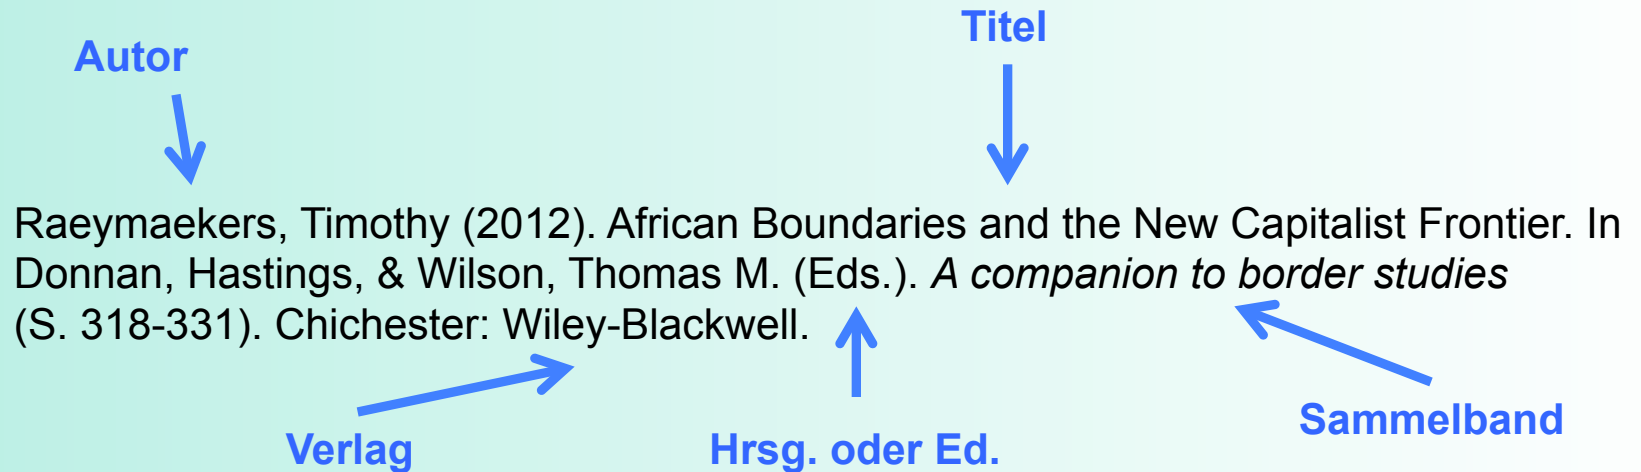 Titel
Autor
Raeymaekers, Timothy (2012). African Boundaries and the New Capitalist Frontier. In
Donnan, Hastings, & Wilson, Thomas M. (Eds.). A companion to border studies
(S. 318-331). Chichester: Wiley-Blackwell.
Sammelband
Verlag
Hrsg. oder Ed.